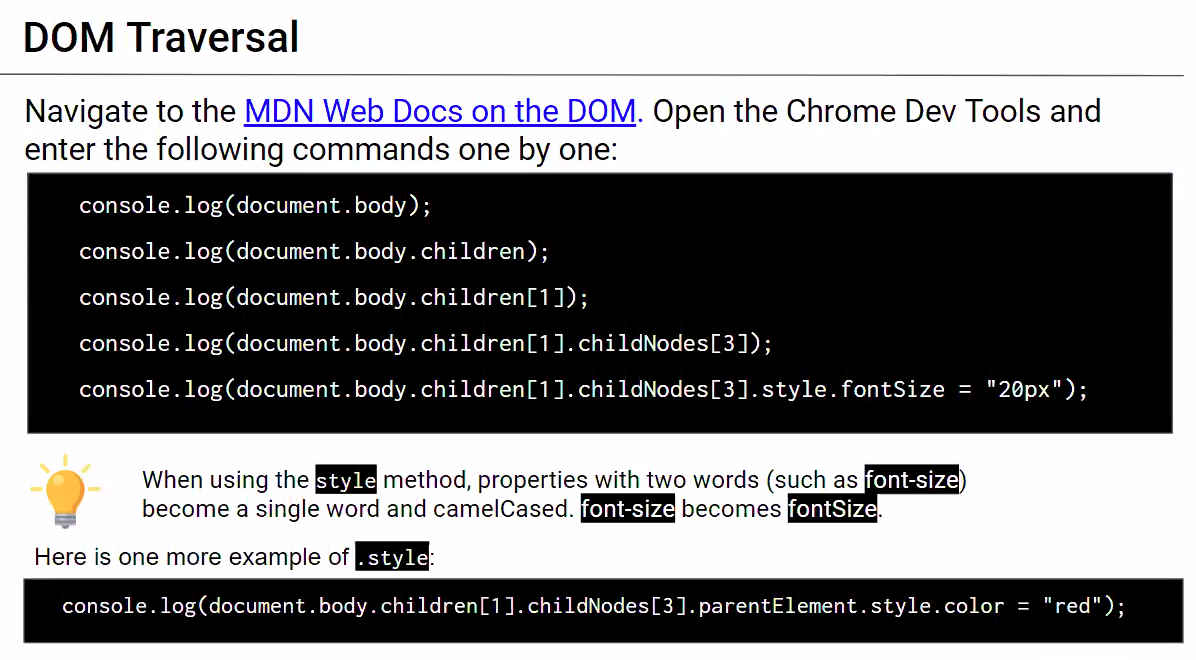 DOM Traversal
Navigate to the MDN Web Docs on the DOM. Open the Chrome Dev Tools and
enter the following commands one by one:
console.log(document.body);
console.log(document.body.children);
console.log(document.body.children[1]);
console.log(document.body.children[1].childNodes[3]);
console.log(document.body.children[1].childNodes[3].style.fontSize = "20px");
When using the style method, properties with two words (such as font-size)
become a single word and camelCased. font-size becomes fontSize.
Here is one more example of .style:
console.log(document.body.children[1].childNodes[3].parentElement.style.color = "red");